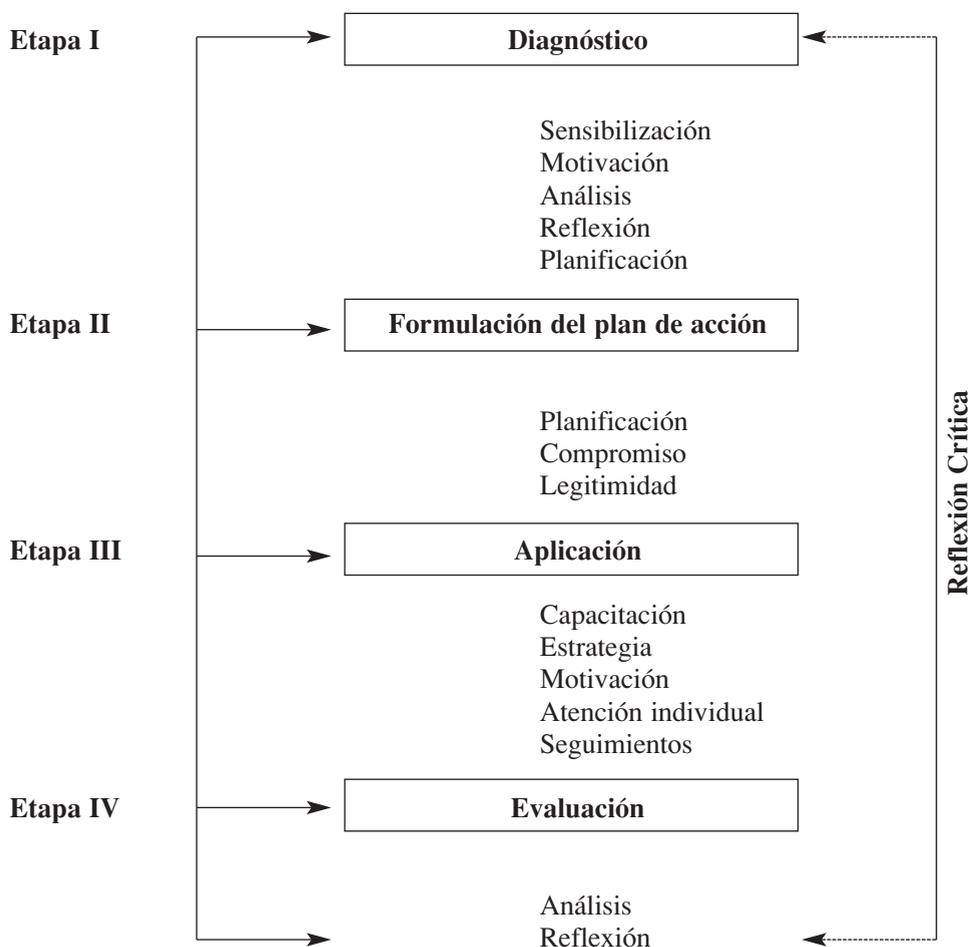 Etapa I
Diagnóstico
Sensibilización
Motivación
Análisis
Reflexión
Planificación
Etapa II
Formulación del plan de acción
Planificación
Compromiso
Legitimidad
Etapa III
Aplicación
Capacitación
Estrategia
Motivación
Atención individual
Seguimientos
Etapa IV
Evaluación
Análisis
Reflexión
Reflexión Crítica